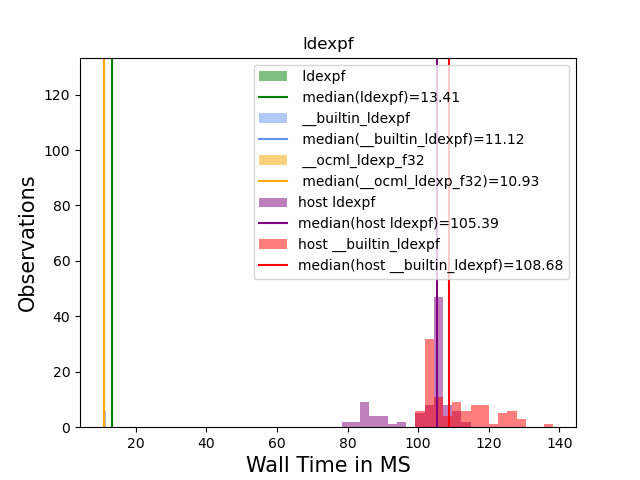 ldexpf
ldexpf
median(ldexpf)=13.41
__builtin_ldexpf
median(__builtin_ldexpf)=11.12
__ocml_ldexp_f32
median(__ocml_ldexp_f32)=10.93
host ldexpf
median(host ldexpf)=105.39
host __builtin_ldexpf
median(host __builtin_ldexpf)=108.68
Observations
120
100
80
60
40
20
0
20 40 60 80 100 120 140
Wall Time in MS